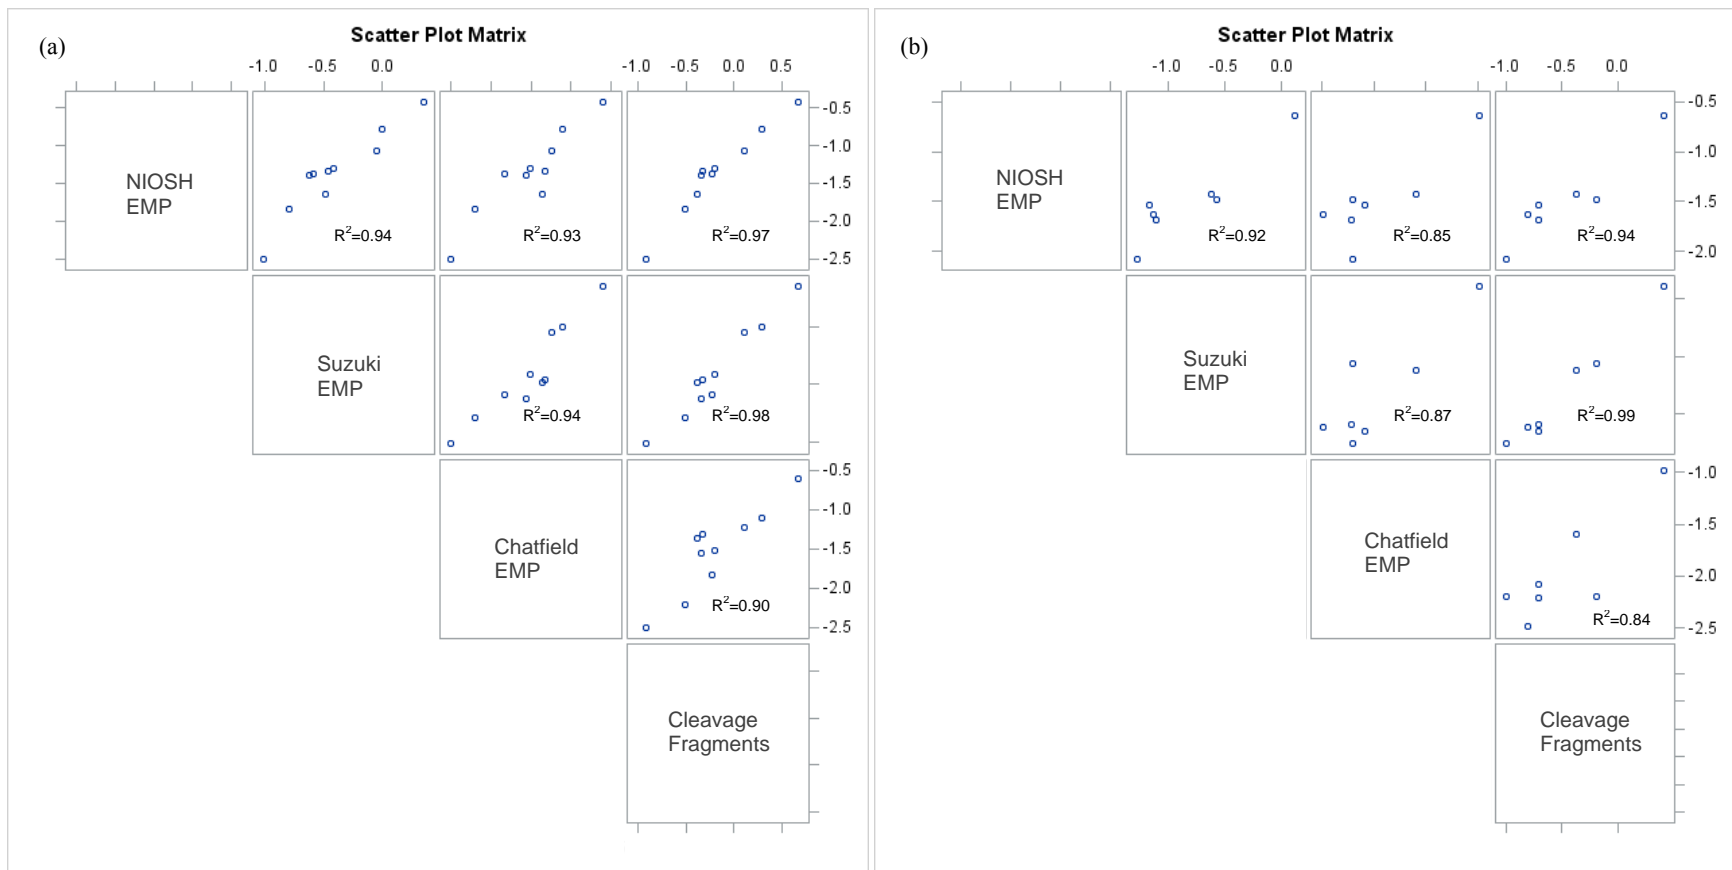 (a)
Scatter Plot Matrix
-1.0 -0.5 0.0 -1.0 -0.5 0.0 0.5
NIOSH
EMP
R²=0.94
R²=0.93
R²=0.97
-0.5
-1.0
-1.5
-2.0
-2.5
Suzuki
EMP
R²=0.94
R²=0.98
Chatfield
EMP
R²=0.90
-0.5
-1.0
-1.5
-2.0
-2.5
Cleavage
Fragments
(b)
Scatter Plot Matrix
-1.0 -0.5 0.0 -1.0 -0.5 0.0
NIOSH
EMP
R²=0.92
R²=0.85
R²=0.94
-0.5
-1.0
-1.5
-2.0
Suzuki
EMP
R²=0.87
R²=0.99
Chatfield
EMP
R²=0.84
-1.0
-1.5
-2.0
-2.5
Cleavage
Fragments